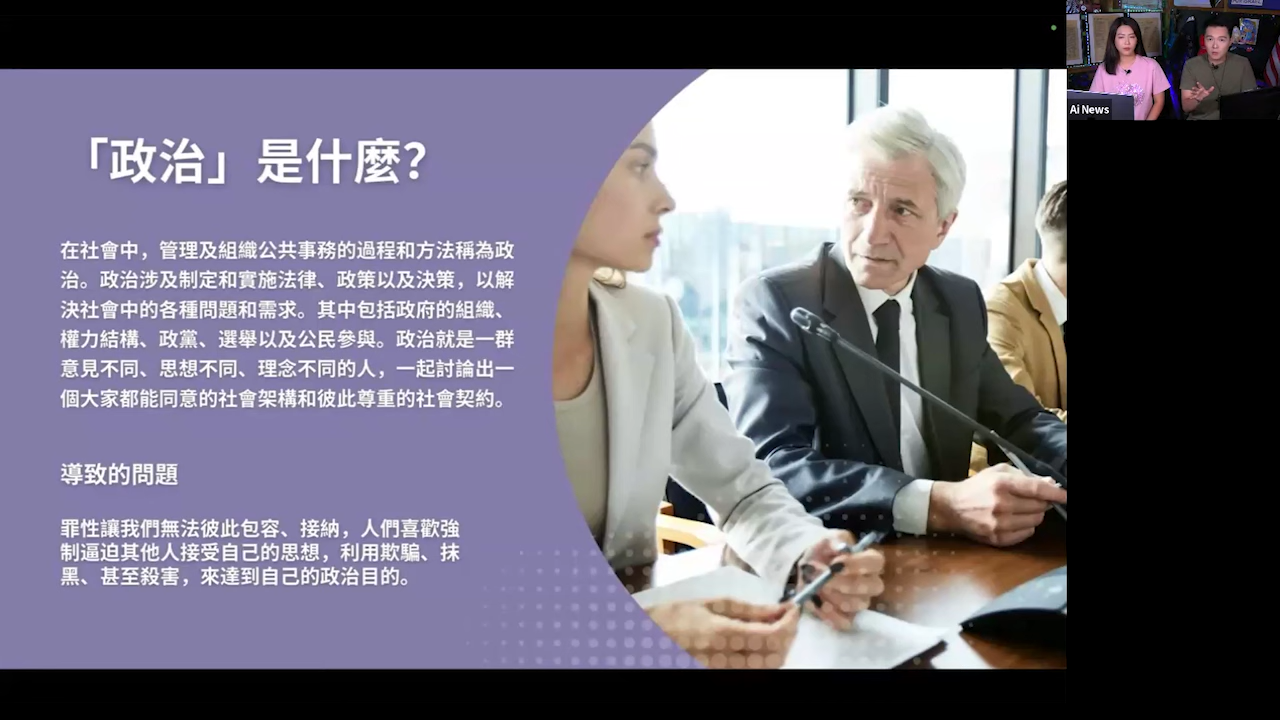 「政治」是什麼?
在社會中，管理及組織公共事務的過程和方法稱為政
治。政治涉及制定和實施法律、政策以及決策，以解
決社會中的各種問題和需求。其中包括政府的組織、
權力結構、政黨、選舉以及公民參與。政治就是一群
意見不同、思想不同、理念不同的人，一起討論出一
個大家都能同意的社會架構和彼此尊重的社會契約。
導致的問題
罪性讓我們無法彼此包容、接納，人們喜歡強
制逼迫其他人接受自己的思想，利用欺騙、抹
黑、甚至殺害，來達到自己的政治目的。
Ai News